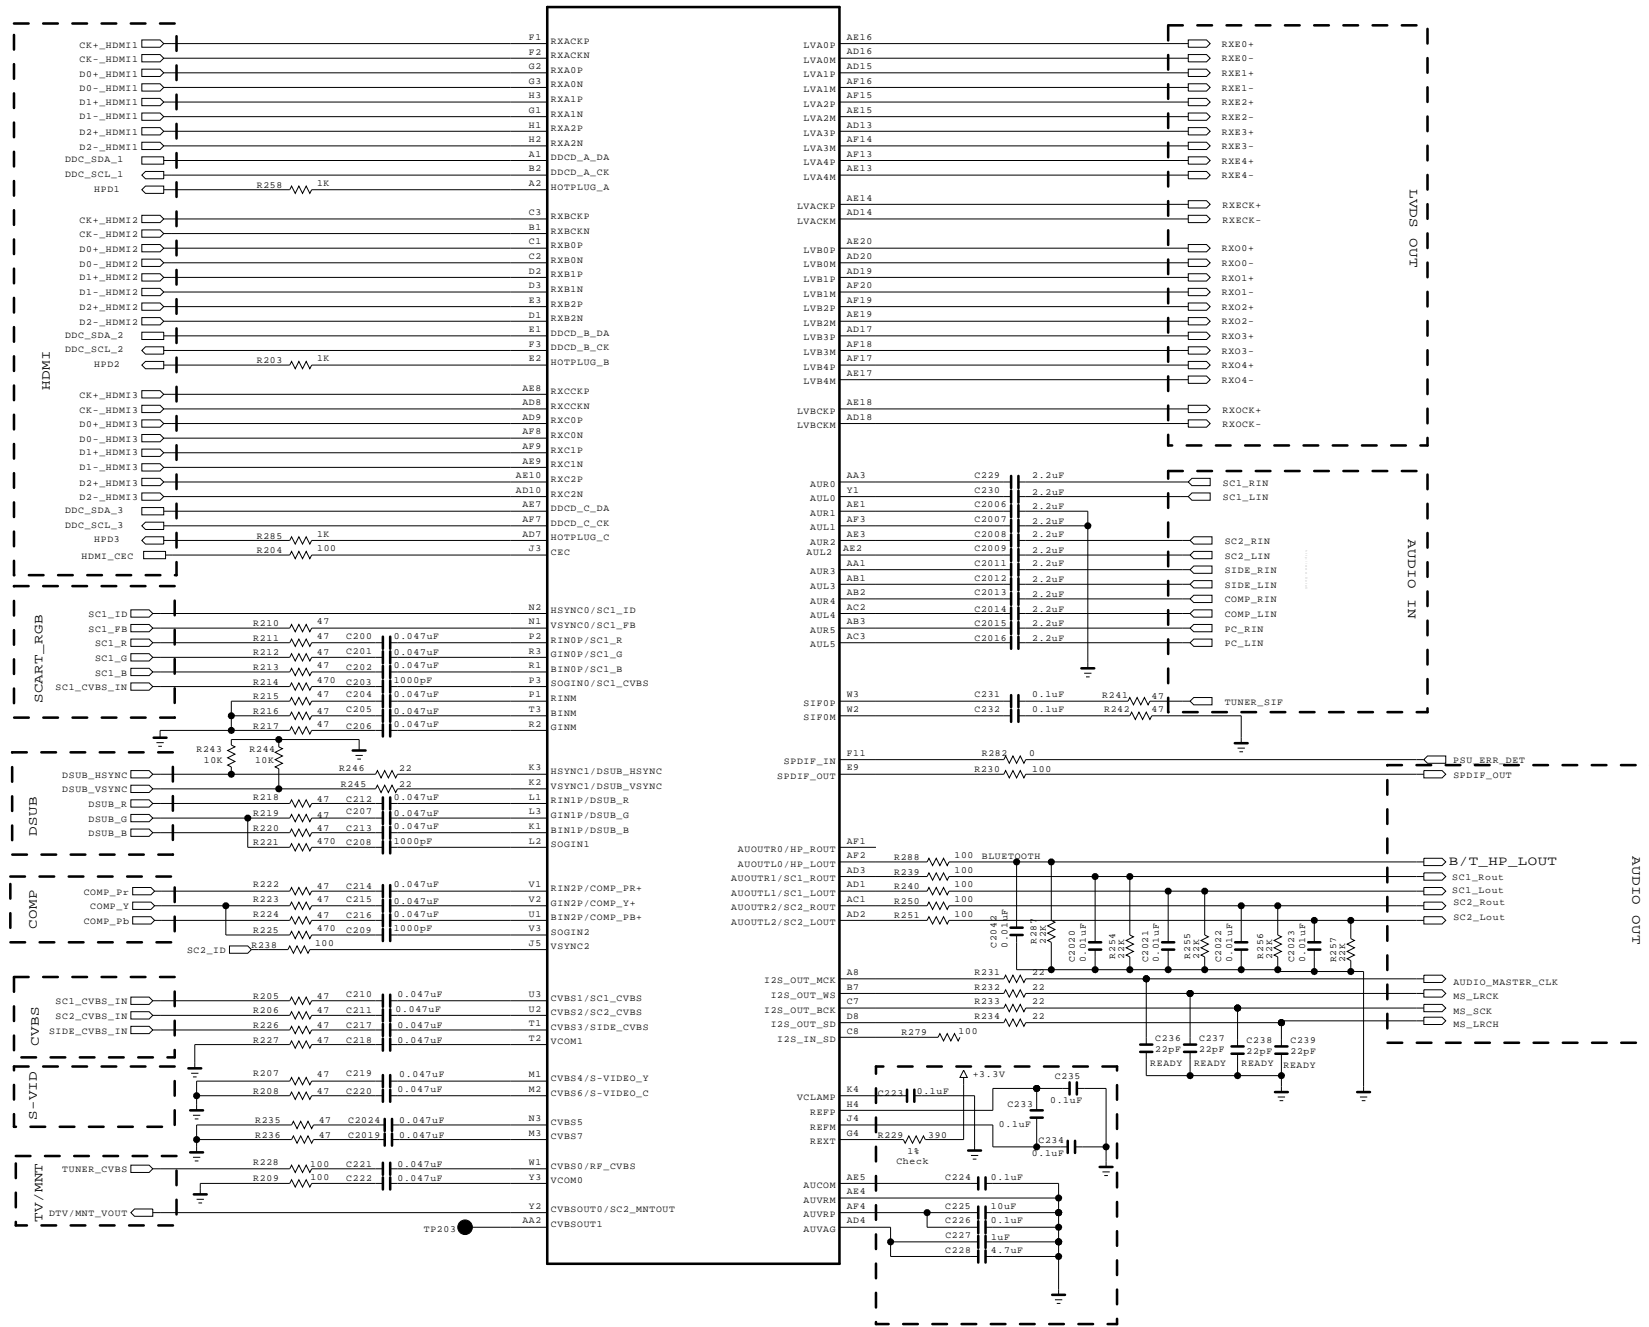 HDMI
CK+_HDMI1 F1 RXACKP
CK-_HDMI1 F2 RXACKN
D0+_HDMI1 G2 RXA0P
D0-_HDMI1 G3 RXA0N
D1+_HDMI1 H3 RXA1P
D1-_HDMI1 G1 RXA1N
D2+_HDMI1 H1 RXA2P
D2-_HDMI1 H2 RXA2N
DDC_SDA_1 A1 DDCD_A_DA
DDC_SCL_1 B2 DDCD_A_CK
HPD1 R258 1K A2 HOTPLUG_A
CK+_HDMI2 C3 RXBCKP
CK-_HDMI2 B1 RXBCKN
D0+_HDMI2 C1 RXB0P
D0-_HDMI2 C2 RXB0N
D1+_HDMI2 D2 RXB1P
D1-_HDMI2 D3 RXB1N
D2+_HDMI2 E3 RXB2P
D2-_HDMI2 D1 RXB2N
DDC_SDA_2 E1 DDCD_B_DA
DDC_SCL_2 F3 DDCD_B_CK
HPD2 R203 1K E2 HOTPLUG_B
CK+_HDMI3 AE8 RXCCKP
CK-_HDMI3 AD8 RXCCKN
D0+_HDMI3 AD9 RXC0P
D0-_HDMI3 AF8 RXC0N
D1+_HDMI3 AF9 RXC1P
D1-_HDMI3 AE9 RXC1N
D2+_HDMI3 AE10 RXC2P
D2-_HDMI3 AD10 RXC2N
DDC_SDA_3 AE7 DDCD_C_DA
DDC_SCL_3 AF7 DDCD_C_CK
HPD3 R285 1K AD7 HOTPLUG_C
HDMI_CEC R204 100 J3 CEC
SCART_RGB
SC1_ID N2 HSYNC0/SC1_ID
SC1_FB R210 47 N1 VSYNC0/SC1_FB
SC1_R R211 47 C200 0.047uF P2 RIN0P/SC1_R
SC1_G R212 47 C201 0.047uF R3 GIN0P/SC1_G
SC1_B R213 47 C202 0.047uF R1 BIN0P/SC1_B
SC1_CVBS_IN R214 470 C203 1000pF P3 SOGIN0/SC1_CVBS
R215 47 C204 0.047uF P1 RINM
R216 47 C205 0.047uF T3 BINM
R217 47 C206 0.047uF R2 GINM
R243 10K R244 10K
DSUB
DSUB_HSYNC R246 22 K3 HSYNC1/DSUB_HSYNC
DSUB_VSYNC R245 22 K2 VSYNC1/DSUB_VSYNC
DSUB_R R218 47 C212 0.047uF L1 RIN1P/DSUB_R
DSUB_G R219 47 C207 0.047uF L3 GIN1P/DSUB_G
DSUB_B R220 47 C213 0.047uF K1 BIN1P/DSUB_B
R221 470 C208 1000pF L2 SOGIN1
COMP
COMP_Pr R222 47 C214 0.047uF V1 RIN2P/COMP_PR+
COMP_Y R223 47 C215 0.047uF V2 GIN2P/COMP_Y+
COMP_Pb R224 47 C216 0.047uF U1 BIN2P/COMP_PB+
R225 470 C209 1000pF V3 SOGIN2
SC2_ID R238 100 J5 VSYNC2
CVBS
SC1_CVBS_IN R205 47 C210 0.047uF U3 CVBS1/SC1_CVBS
SC2_CVBS_IN R206 47 C211 0.047uF U2 CVBS2/SC2_CVBS
SIDE_CVBS_IN R226 47 C217 0.047uF T1 CVBS3/SIDE_CVBS
R227 47 C218 0.047uF T2 VCOM1
S-VID
R207 47 C219 0.047uF M1 CVBS4/S-VIDEO_Y
R208 47 C220 0.047uF M2 CVBS6/S-VIDEO_C
R235 47 C2024 0.047uF N3 CVBS5
R236 47 C2019 0.047uF M3 CVBS7
TV/MNT
TUNER_CVBS R228 100 C221 0.047uF W1 CVBS0/RF_CVBS
R209 100 C222 0.047uF Y3 VCOM0
DTV/MNT_VOUT Y2 CVBSOUT0/SC2_MNTOUT
TP203 AA2 CVBSOUT1
LVDS OUT
LVA0P AE16 RXE0+
LVA0M AD16 RXE0-
LVA1P AD15 RXE1+
LVA1M AF16 RXE1-
LVA2P AF15 RXE2+
LVA2M AE15 RXE2-
LVA3P AD13 RXE3+
LVA3M AF14 RXE3-
LVA4P AF13 RXE4+
LVA4M AE13 RXE4-
LVACKP AE14 RXECK+
LVACKM AD14 RXECK-
LVB0P AE20 RXO0+
LVB0M AD20 RXO0-
LVB1P AD19 RXO1+
LVB1M AF20 RXO1-
LVB2P AF19 RXO2+
LVB2M AE19 RXO2-
LVB3P AD17 RXO3+
LVB3M AF18 RXO3-
LVB4P AF17 RXO4+
LVB4M AE17 RXO4-
LVBCKP AE18 RXOCK+
LVBCKM AD18 RXOCK-
AUDIO IN
AUR0 AA3 C229 2.2uF SC1_RIN
AUL0 Y1 C230 2.2uF SC1_LIN
AUR1 AE1 C2006 2.2uF
AUL1 AF3 C2007 2.2uF
AUR2 AE3 C2008 2.2uF SC2_RIN
AUL2 AE2 C2009 2.2uF SC2_LIN
AUR3 AA1 C2011 2.2uF SIDE_RIN
AUL3 AB1 C2012 2.2uF SIDE_LIN
AUR4 AB2 C2013 2.2uF COMP_RIN
AUL4 AC2 C2014 2.2uF COMP_LIN
AUR5 AB3 C2015 2.2uF PC_RIN
AUL5 AC3 C2016 2.2uF PC_LIN
SIF0P W3 C231 0.1uF R241 47 TUNER_SIF
SIF0M W2 C232 0.1uF R242 47
SPDIF_IN F11 R282 0 PSU_ERR_DET
SPDIF_OUT E9 R230 100 SPDIF_OUT
AUDIO OUT
AUOUTR0/HP_ROUT AF1
AUOUTL0/HP_LOUT AF2 R288 100 BLUETOOTH B/T_HP_LOUT
AUOUTR1/SC1_ROUT AD3 R239 100 SC1_Rout
AUOUTL1/SC1_LOUT AD1 R240 100 SC1_Lout
AUOUTR2/SC2_ROUT AC1 R250 100 SC2_Rout
AUOUTL2/SC2_LOUT AD2 R251 100 SC2_Lout
C2042 0.01uF R287 22K C2020 0.01uF R254 22K C2021 0.01uF R255 22K C2022 0.01uF R256 22K C2023 0.01uF R257 22K
I2S_OUT_MCK A8 R231 22 AUDIO_MASTER_CLK
I2S_OUT_WS B7 R232 22 MS_LRCK
I2S_OUT_BCK C7 R233 22 MS_SCK
I2S_OUT_SD D8 R234 22 MS_LRCH
I2S_IN_SD C8 R279 100
C236 22pF READY C237 22pF READY C238 22pF READY C239 22pF READY
+3.3V
VCLAMP K4 C223 0.1uF C235 0.1uF
REFP H4 C233 0.1uF
REFM J4 C234 0.1uF
REXT G4 R229 390
1%
Check
AUCOM AE5 C224 0.1uF
AUVRM AE4
AUVRP AF4 C225 10uF
C226 0.1uF
AUVAG AD4 C227 1uF
C228 4.7uF